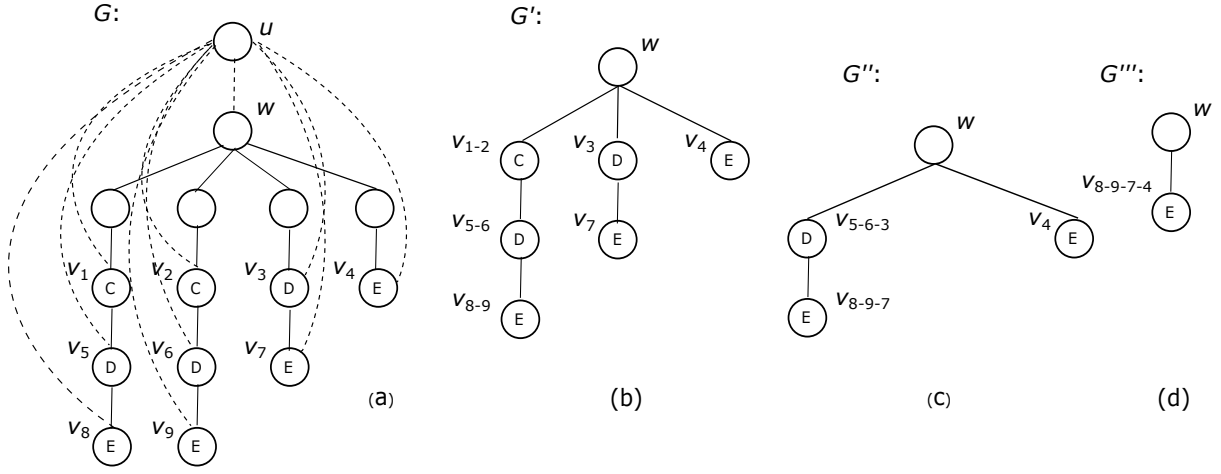 G:
u
w
v1
C
v2
C
v3
D
v4
E
v5
D
v6
D
v7
E
v8
E
v9
E
(a)
G':
w
v1-2
C
v3
D
v4
E
v5-6
D
v7
E
v8-9
E
(b)
G'':
w
D
v5-6-3
v4
E
E
v8-9-7
(c)
G''':
w
v8-9-7-4
E
(d)